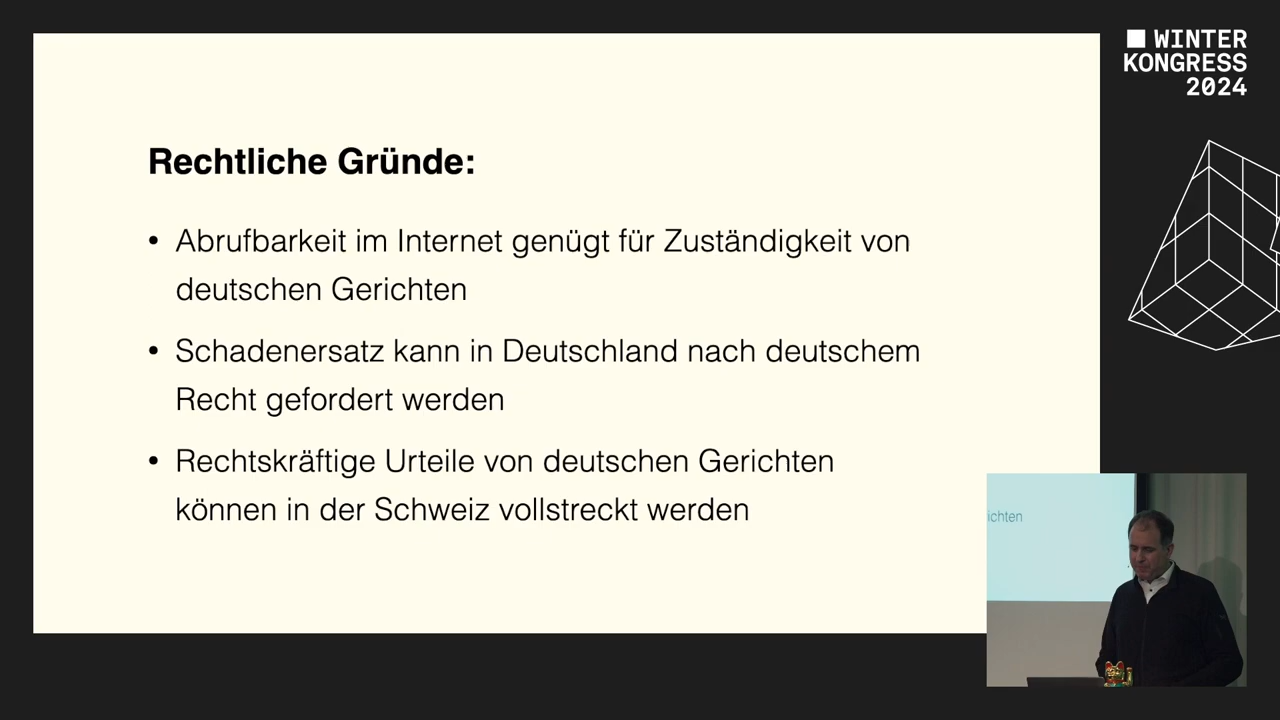 WINTER
KONGRESS
2024
Rechtliche Gründe:
• Abrufbarkeit im Internet genügt für Zuständigkeit von
deutschen Gerichten
• Schadenersatz kann in Deutschland nach deutschem
Recht gefordert werden
• Rechtskräftige Urteile von deutschen Gerichten
können in der Schweiz vollstreckt werden
ichten